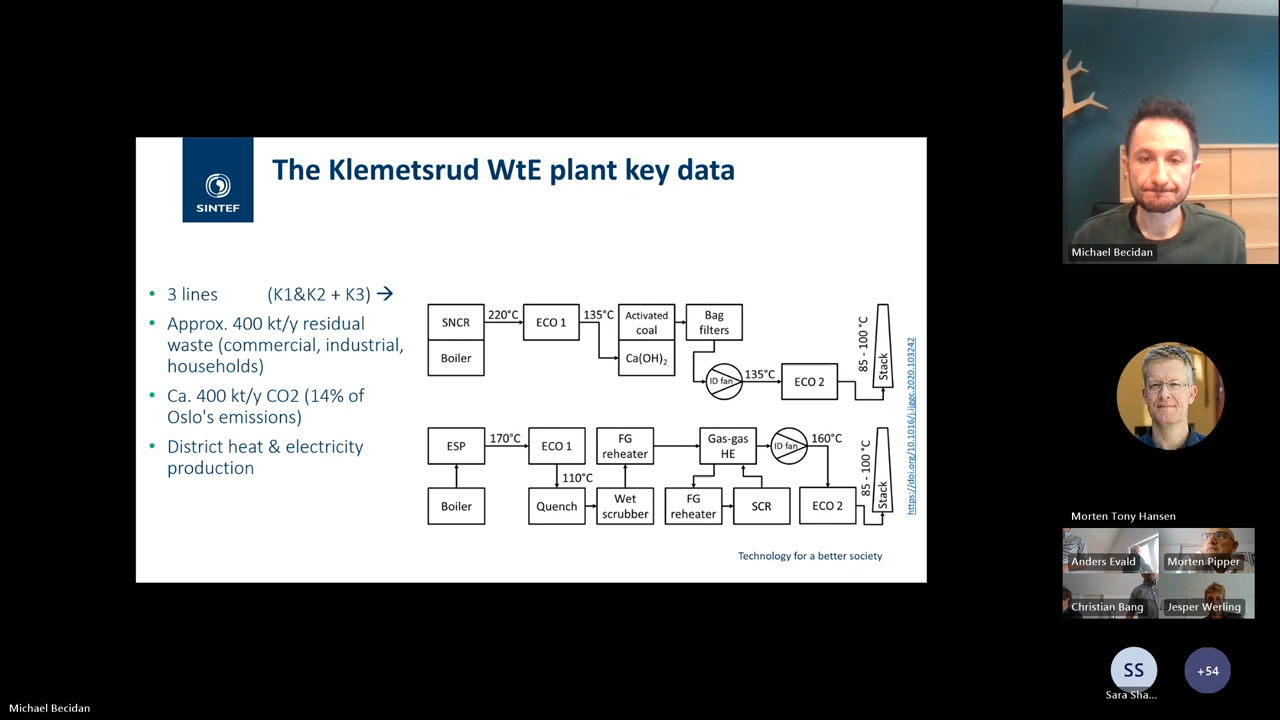 The Klemetsrud WtE plant key data
SINTEF
• 3 lines (K1&K2 + K3) →
• Approx. 400 kt/y residual
waste (commercial, industrial,
households)
• Ca. 400 kt/y CO2 (14% of
Oslo's emissions)
• District heat & electricity
production
SNCR
Boiler
220°C
ECO 1
135°C
Activated
coal
Ca(OH)₂
Bag
filters
ID fan
135°C
ECO 2
85 - 100 °C
Stack
ESP
Boiler
170°C
ECO 1
110°C
Quench
FG
reheater
Wet
scrubber
Gas-gas
HE
FG
reheater
SCR
ID fan
160°C
ECO 2
85 - 100 °C
Stack
https://doi.org/10.1016/j.ijggc.2020.103242
Technology for a better society
Michael Becidan
Morten Tony Hansen
Anders Evald
Morten Pipper
Christian Bang
Jesper Werling
SS
+54
Sara Sha...
Michael Becidan